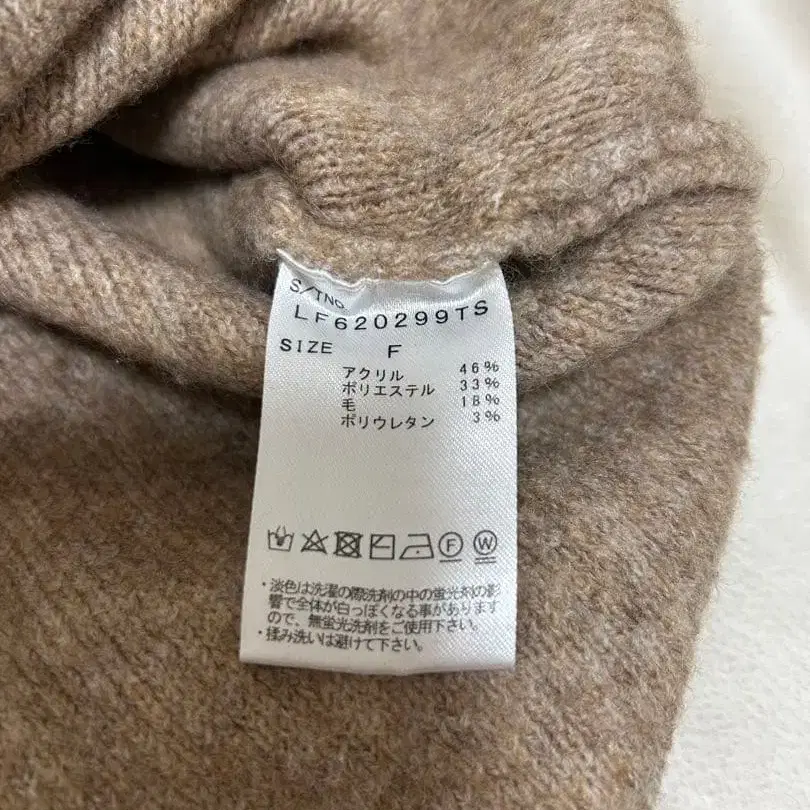 S/TNo
LF620299TS
SIZE F
アクリル 46%
ポリエステル 33%
毛 18%
ポリウレタン 3%
F W
・淡色は洗濯の際洗剤の中の蛍光剤の影
響で全体が白っぽくなる事があります
ので、無蛍光洗剤をご使用下さい。
・揉み洗いは避けて下さい。